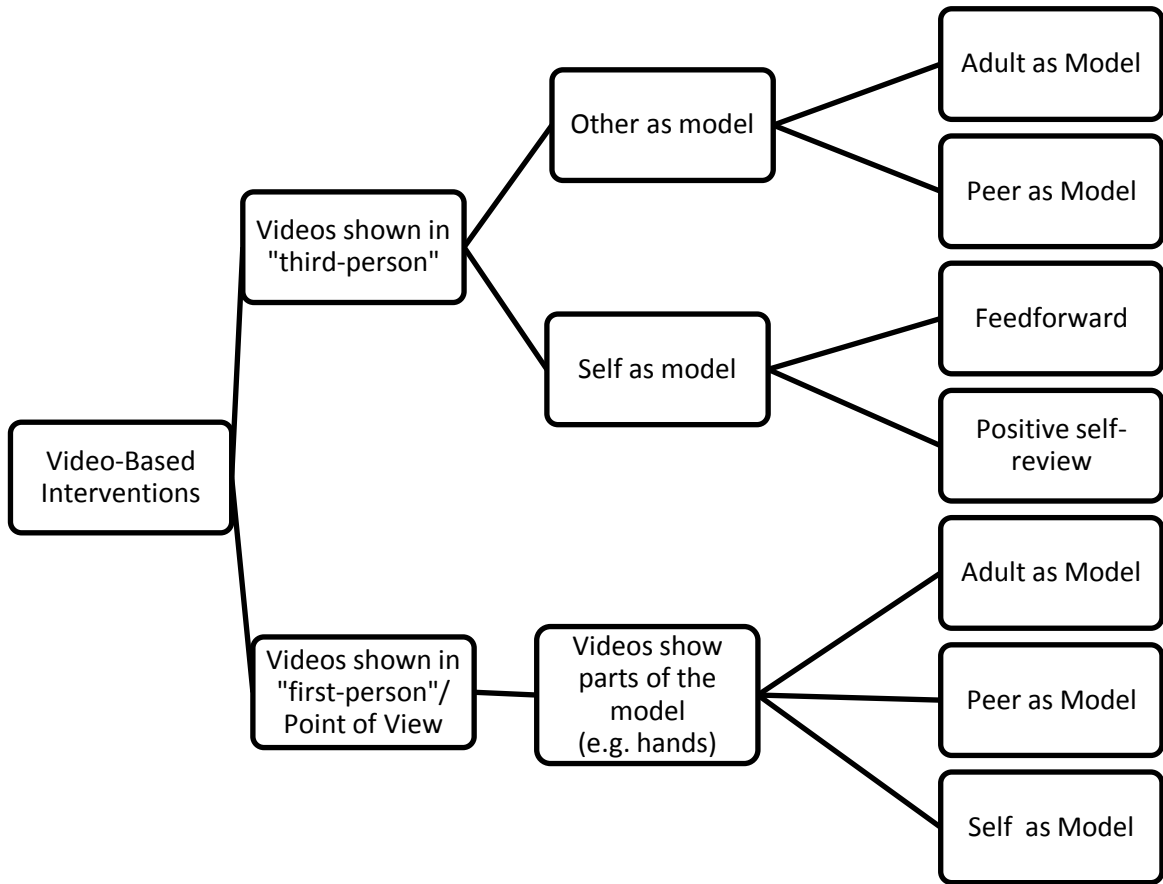 Adult as Model
Other as model
Peer as Model
Videos shown in
"third-person"
Feedforward
Self as model
Positive self-
review
Video-Based
Interventions
Adult as Model
Videos shown in
"first-person"/
Point of View
Videos show
parts of the
model
(e.g. hands)
Peer as Model
Self as Model